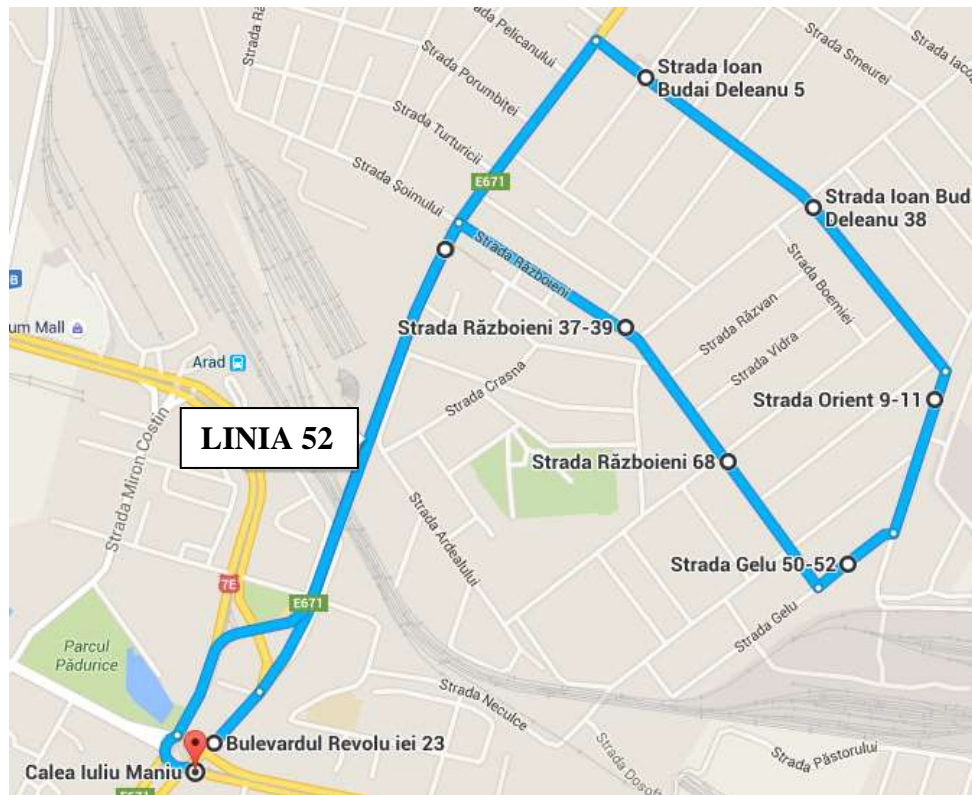 Strada Pelicanului
Strada Porumbiței
Strada Turturicii
Strada Șoimului
Strada Ioan
Budai Deleanu 5
Strada Smeurei
E671
Strada Ioan Bud
Deleanu 38
Strada Războieni
Strada Boemiei
Strada Războieni 37-39
Strada Răzvan
Strada Vidra
um Mall
Arad
Strada Crasna
Strada Orient 9-11
LINIA 52
Strada Miron Costin
Strada Războieni 68
Strada Ardealului
Strada Gelu 50-52
7E
E671
Strada Gelu
Parcul
Pădurice
Strada Neculce
Bulevardul Revolu iei 23
Strada Păstorului
Calea Iuliu Maniu
E671